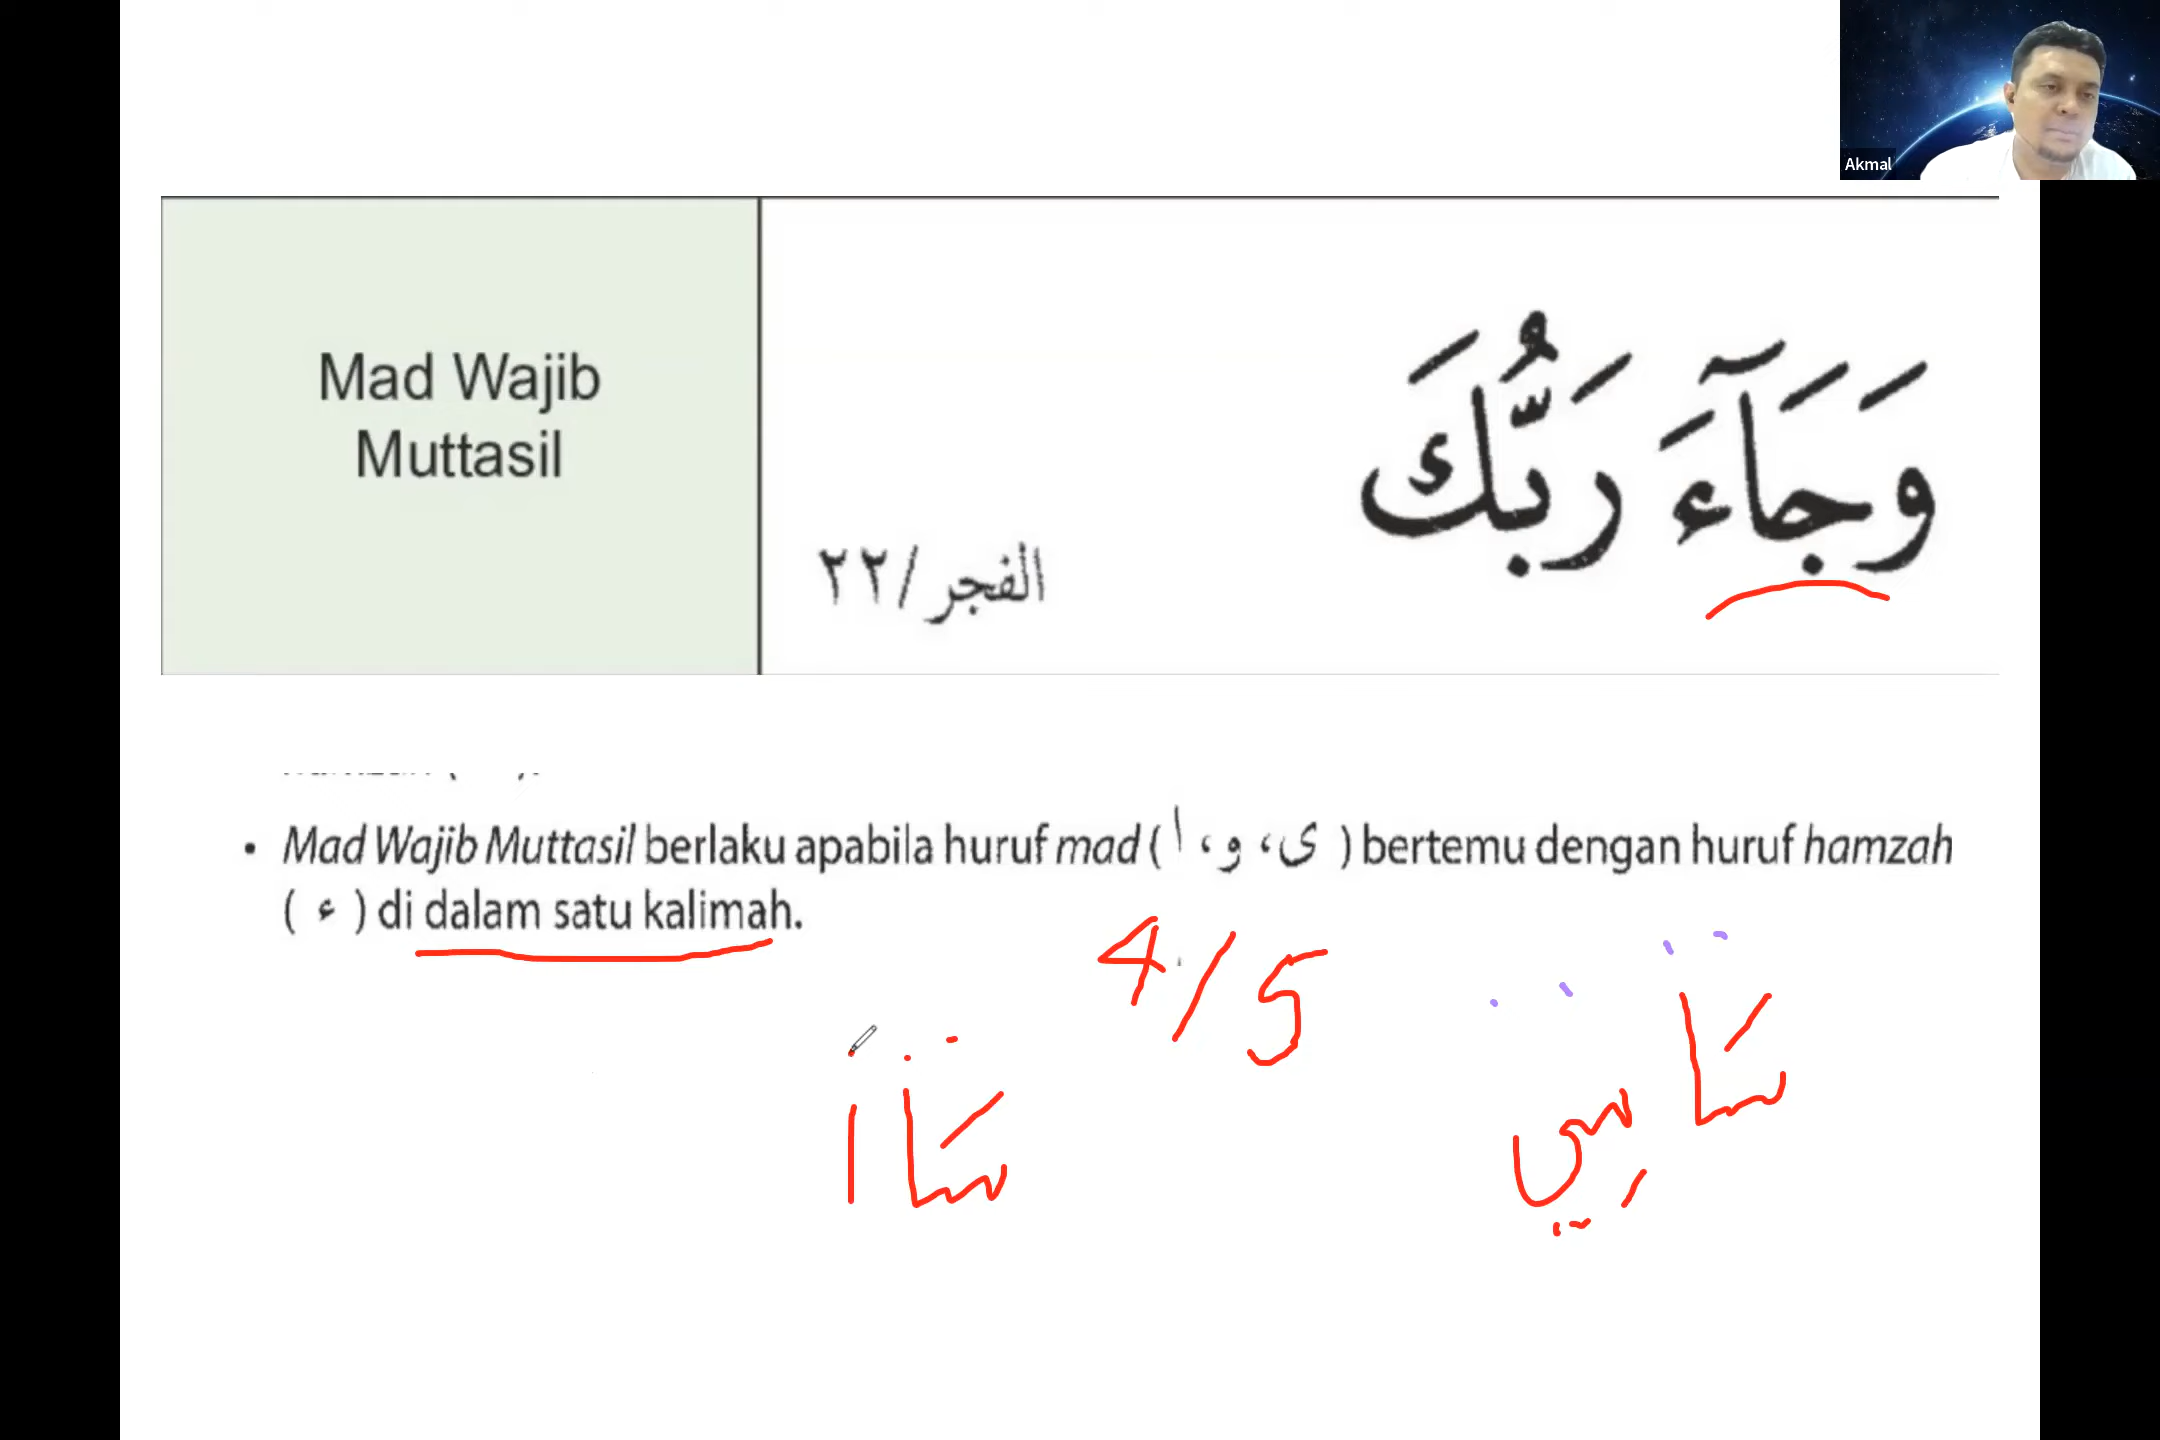 Akmal
Mad Wajib
Muttasil
وَجَآءَ رَبُّكَ
الفجر/٢٢
• Mad Wajib Muttasil berlaku apabila huruf mad ( ا ، و ، ى ) bertemu dengan huruf hamzah
( ء ) di dalam satu kalimah.
4/5